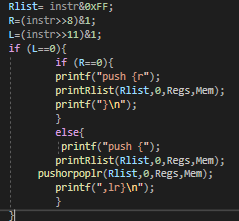 Rlist= instr&0xFF;
R=(instr>>8)&1;
L=(instr>>11)&1;
if (L==0){
if (R==0){
printf("push {r");
printRlist(Rlist,0,Regs,Mem);
printf("}\n");
}
else{
printf("push {");
printRlist(Rlist,0,Regs,Mem);
pushorpoplr(Rlist,0,Regs,Mem);
printf(",lr}\n");
}
}